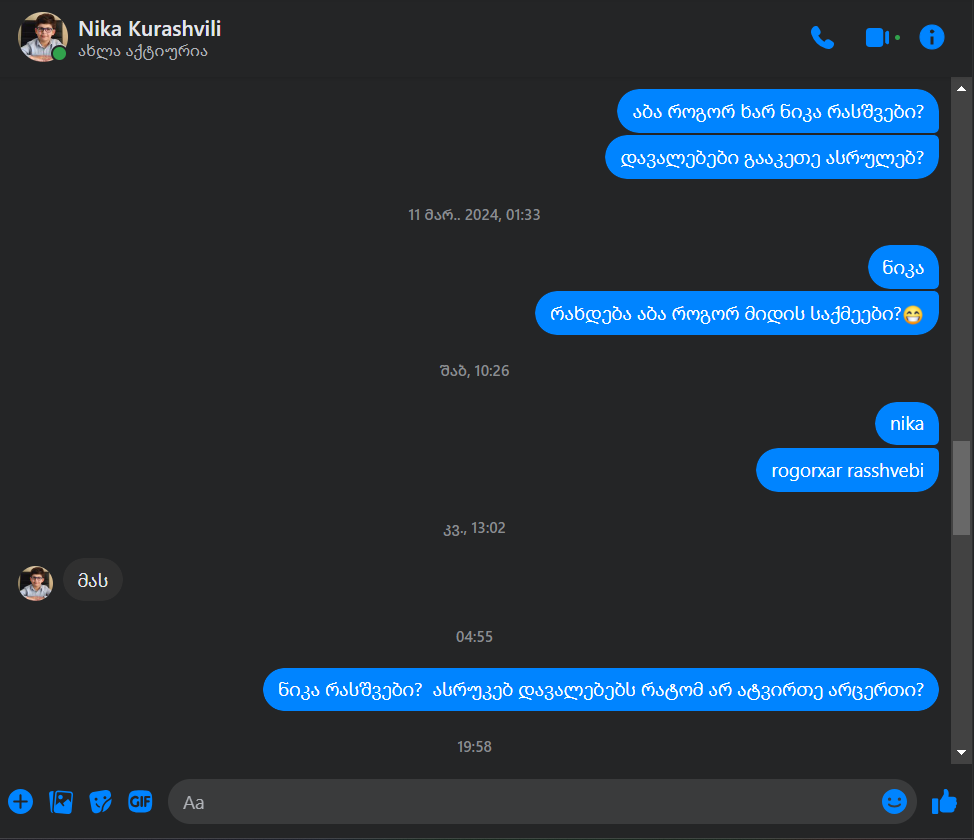 Nika Kurashvili
ახლა აქტიურია
აბა როგორ ხარ ნიკა რასშვები?
დავალებები გააკეთე ასრულებ?
11 მარ.. 2024, 01:33
ნიკა
რახდება აბა როგორ მიდის საქმეები?😁
შაბ, 10:26
nika
rogorxar rasshvebi
კვ., 13:02
მას
04:55
ნიკა რასშვები?  ასრუკებ დავალებებს რატომ არ ატვირთე არცერთი?
19:58
GIF
Aa